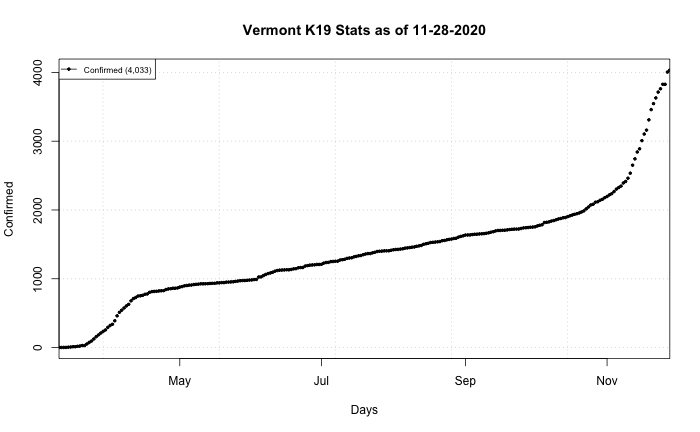 Vermont K19 Stats as of 11-28-2020
Confirmed (4,033)
4000
3000
2000
1000
0
Confirmed
May Jul Sep Nov
Days